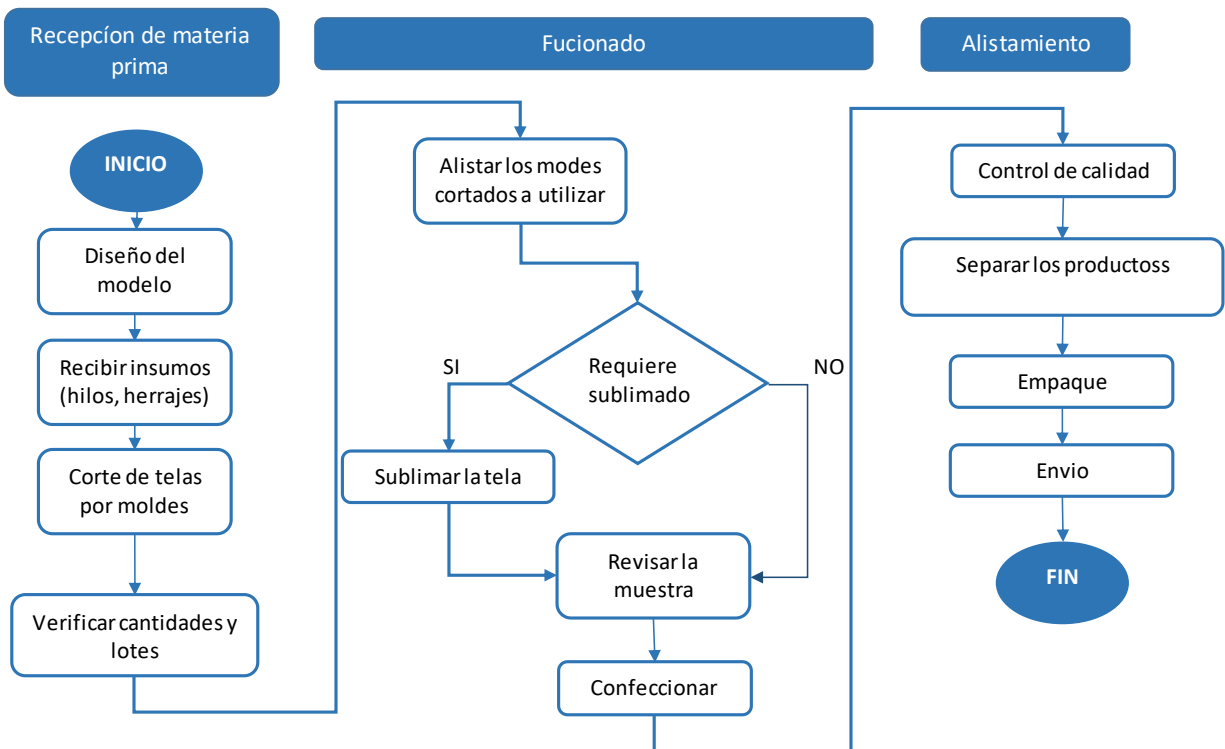 Recepcíon de materia
prima
INICIO
Diseño del
modelo
Recibir insumos
(hilos, herrajes)
Corte de telas
por moldes
Verificar cantidades y
lotes
Fucionado
Alistar los modes
cortados a utilizar
Requiere
sublimado
SI
NO
Sublimar la tela
Revisar la
muestra
Confeccionar
Alistamiento
Control de calidad
Separar los productoss
Empaque
Envio
FIN